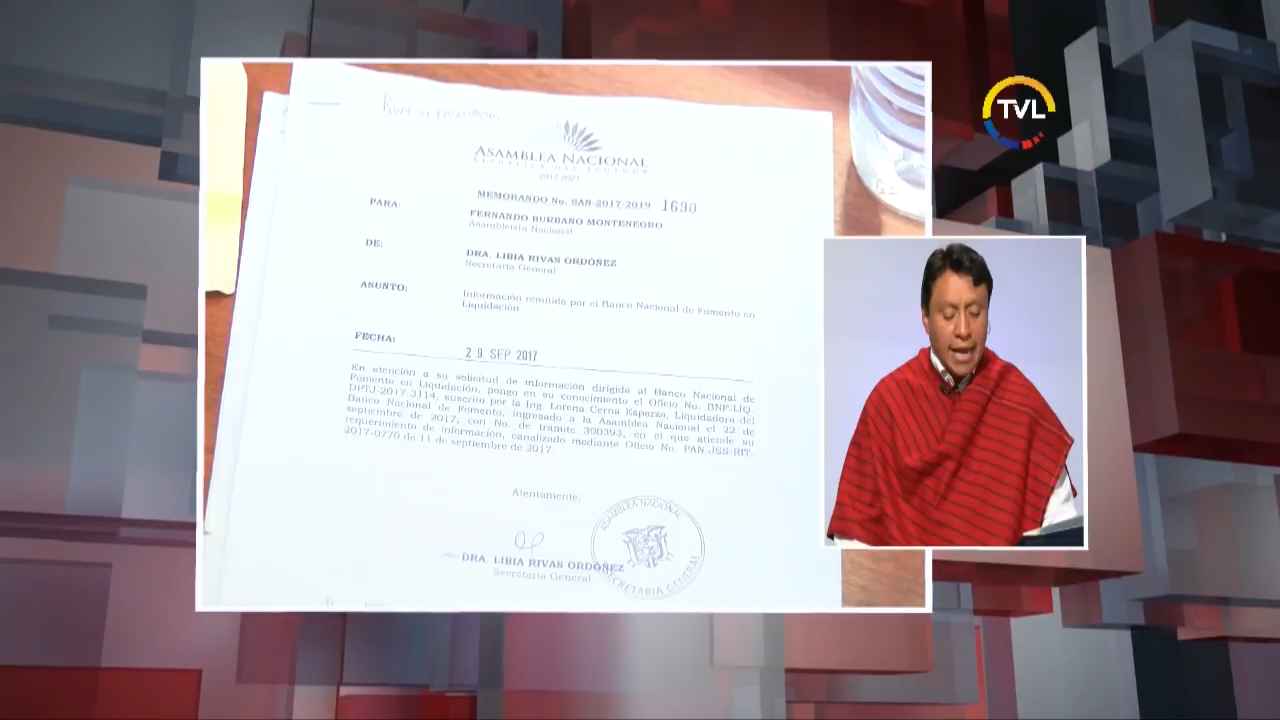 TVL
ASAMBLEA NACIONAL
REPÚBLICA DEL ECUADOR
2017-2021
MEMORANDO No. SAN-2017-2019 1690
PARA: FERNANDO BURBANO MONTENEGRO
Asambleísta Nacional
DE: DRA. LIBIA RIVAS ORDÓÑEZ
Secretaria General
ASUNTO: Información remitida por el Banco Nacional de Fomento en
Liquidación
FECHA: 29 SEP 2017
En atención a su solicitud de información dirigida al Banco Nacional de
Fomento en Liquidación, pongo en su conocimiento el Oficio No. BNF-LIQ-
DPTJ-2017-3114, suscrito por la Ing. Lorena Cerna Esparza, Liquidadora del
Banco Nacional de Fomento, ingresado a la Asamblea Nacional el 22 de
septiembre de 2017, con No. de trámite 300393, en el que atiende su
requerimiento de información, canalizado mediante Oficio No. PAN-JSS-RIT-
2017-0770 de 11 de septiembre de 2017.
Atentamente,
DRA. LIBIA RIVAS ORDÓÑEZ
Secretaria General
ASAMBLEA NACIONAL
SECRETARIA GENERAL